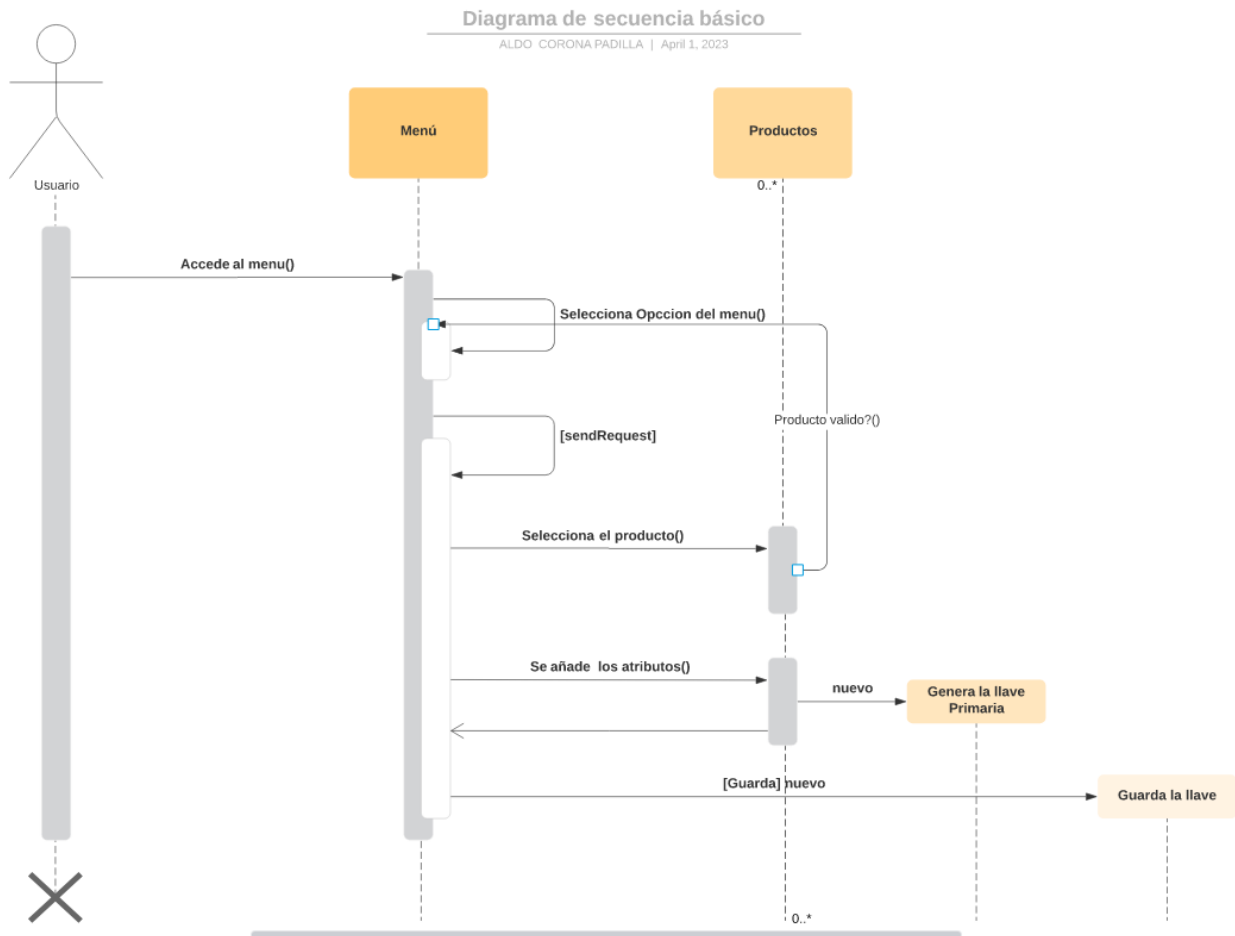 Diagrama de secuencia básico
ALDO CORONA PADILLA | April 1, 2023
Menú
Productos
Usuario
0..*
Accede al menu()
Selecciona Opccion del menu()
Producto valido?()
[sendRequest]
Selecciona el producto()
Se añade los atributos()
nuevo
Genera la llave
Primaria
[Guarda] nuevo
Guarda la llave
0..*